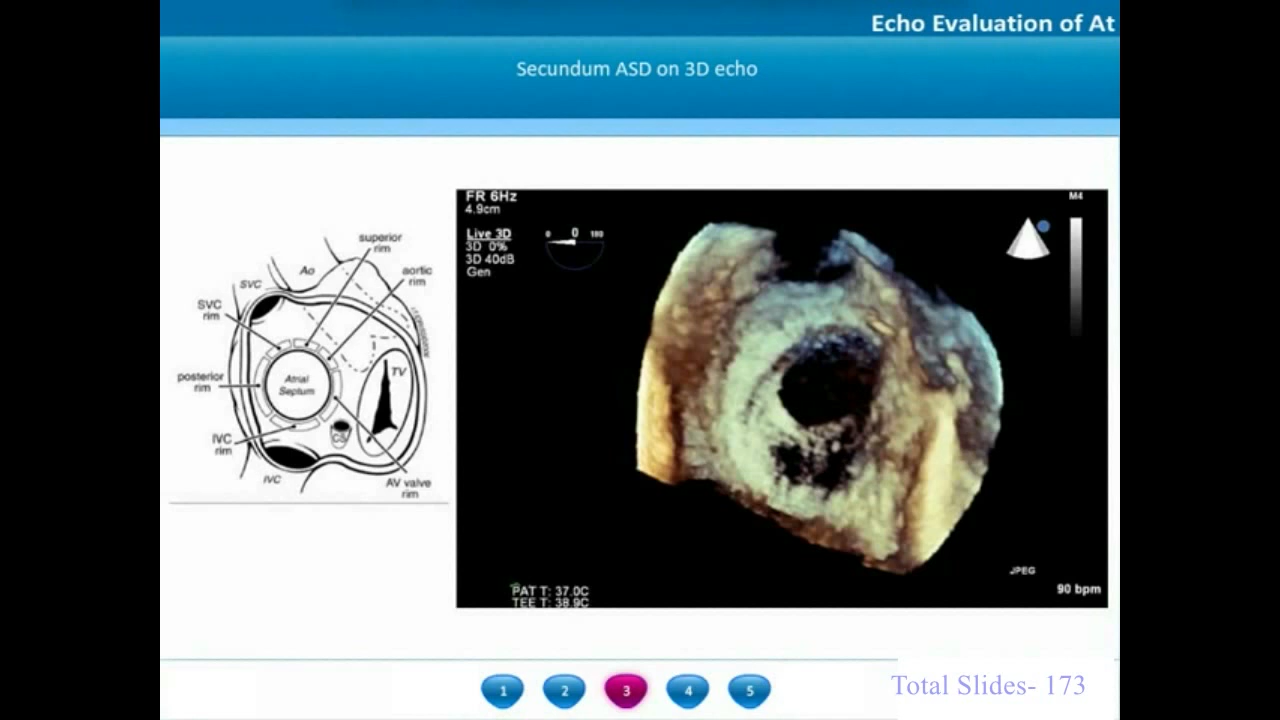 Echo Evaluation of At
Secundum ASD on 3D echo
superior
rim
Ao
aortic
rim
SVC
SVC
rim
posterior
rim
Atrial
Septum
TV
IVC
rim
CS
IVC
AV valve
rim
FR 6Hz
4.9cm
Live 3D
3D 0%
3D 40dB
Gen
0 0 180
M4
JPEG
PAT T: 37.0C
TEE T: 38.9C
90 bpm
1 2 3 4 5
Total Slides- 173